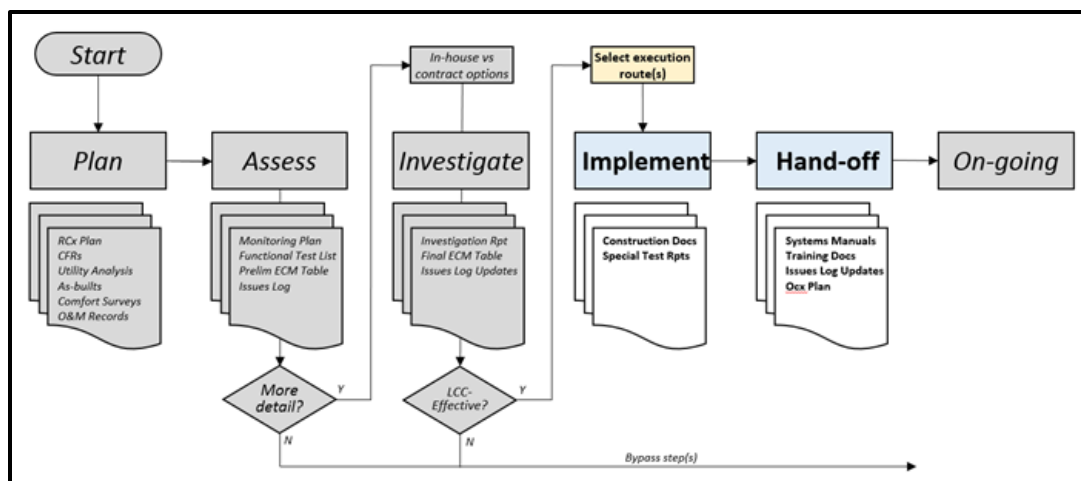 Start
In-house vs
contract options
Select execution
route(s)
Plan
Assess
Investigate
Implement
Hand-off
On-going
RCx Plan
CFRs
Utility Analysis
As-builts
Comfort Surveys
O&M Records
Monitoring Plan
Functional Test List
Prelim ECM Table
Issues Log
Investigation Rpt
Final ECM Table
Issues Log Updates
Construction Docs
Special Test Rpts
Systems Manuals
Training Docs
Issues Log Updates
Ocx Plan
More
detail?
Y
N
LCC-
Effective?
Y
N
Bypass step(s)